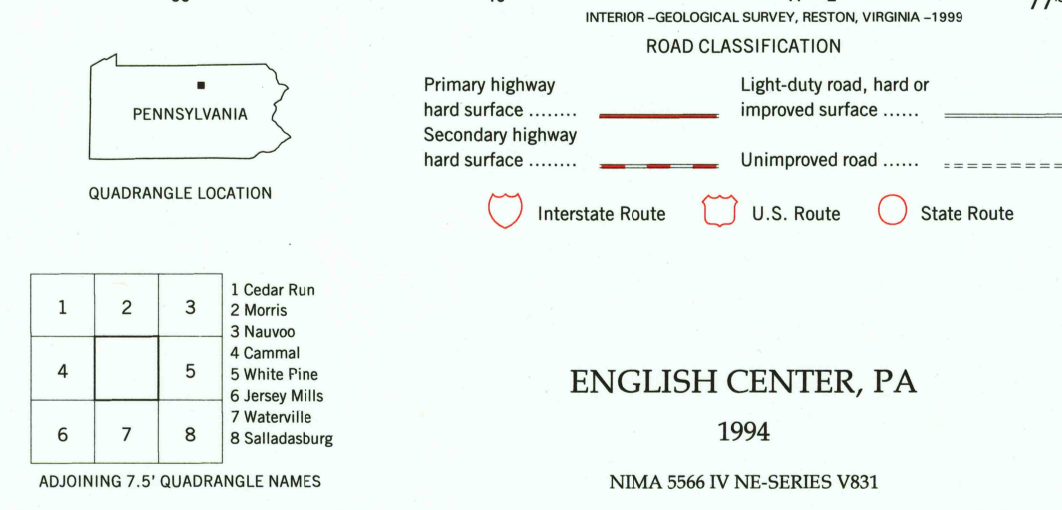 INTERIOR –GEOLOGICAL SURVEY, RESTON, VIRGINIA –1999
ROAD CLASSIFICATION
Primary highway
hard surface ........
Light-duty road, hard or
improved surface ......
Secondary highway
hard surface ........
Unimproved road ......
Interstate Route
U.S. Route
State Route
PENNSYLVANIA
QUADRANGLE LOCATION
1 2 3
4 5
6 7 8
1 Cedar Run
2 Morris
3 Nauvoo
4 Cammal
5 White Pine
6 Jersey Mills
7 Waterville
8 Salladasburg
ADJOINING 7.5' QUADRANGLE NAMES
ENGLISH CENTER, PA
1994
NIMA 5566 IV NE-SERIES V831